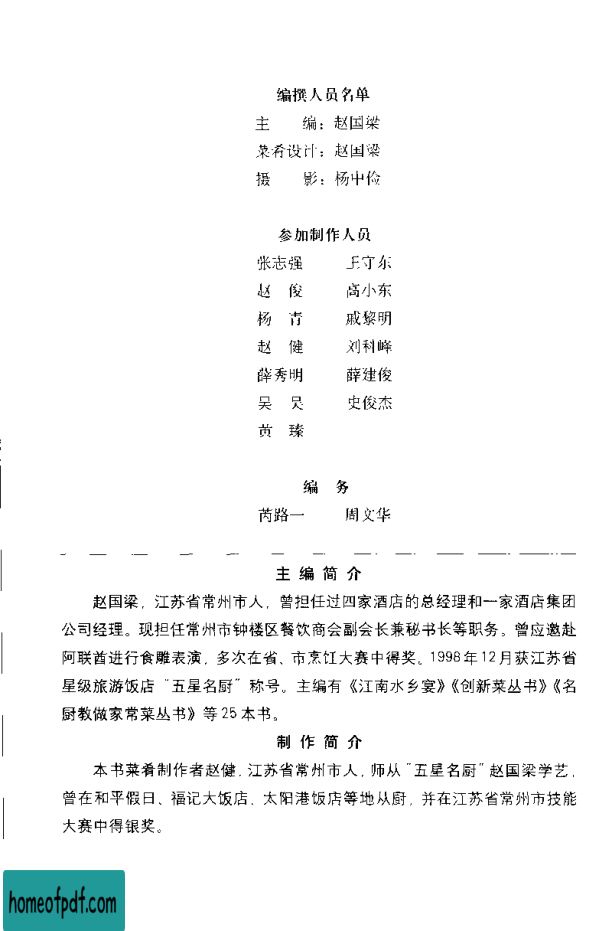 编撰人员名单
主　　编：赵国梁
菜肴设计：赵国梁
摄　　影：杨中俭
参加制作人员
张志强　　王守东
赵　俊　　高小东
杨　青　　戚黎明
赵　健　　刘科峰
薛秀明　　薛建俊
吴　昊　　史俊杰
黄　臻
编　务
芮路一　　周文华
主编简介
赵国梁，江苏省常州市人，曾担任过四家酒店的总经理和一家酒店集团
公司经理。现担任常州市钟楼区餐饮商会副会长兼秘书长等职务。曾应邀赴
阿联酋进行食雕表演，多次在省、市烹饪大赛中得奖。1998年12月获江苏省
星级旅游饭店“五星名厨”称号。主编有《江南水乡宴》《创新菜丛书》《名
厨教做家常菜丛书》等25本书。
制作简介
本书菜肴制作者赵健，江苏省常州市人，师从“五星名厨”赵国梁学艺，
曾在和平假日、福记大饭店、太阳港饭店等地从厨，并在江苏省常州市技能
大赛中得银奖。
homeofpdf.com